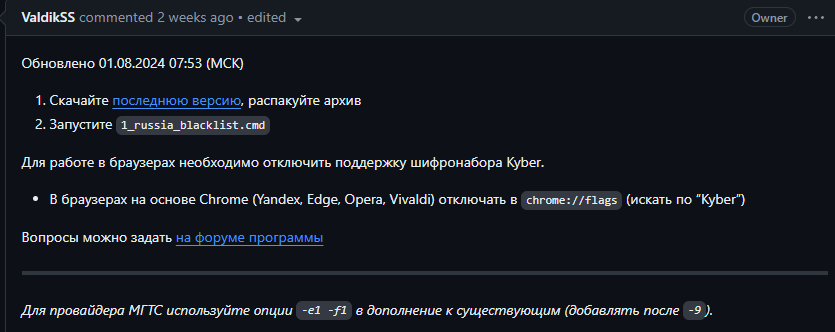 ValdikSS commented 2 weeks ago • edited
Owner
Обновлено 01.08.2024 07:53 (МСК)
1. Скачайте последнюю версию, распакуйте архив
2. Запустите 1_russia_blacklist.cmd
Для работе в браузерах необходимо отключить поддержку шифронабора Kyber.
• В браузерах на основе Chrome (Yandex, Edge, Opera, Vivaldi) отключать в chrome://flags (искать по “Kyber”)
Вопросы можно задать на форуме программы
Для провайдера МГТС используйте опции -e1 -f1 в дополнение к существующим (добавлять после -9).